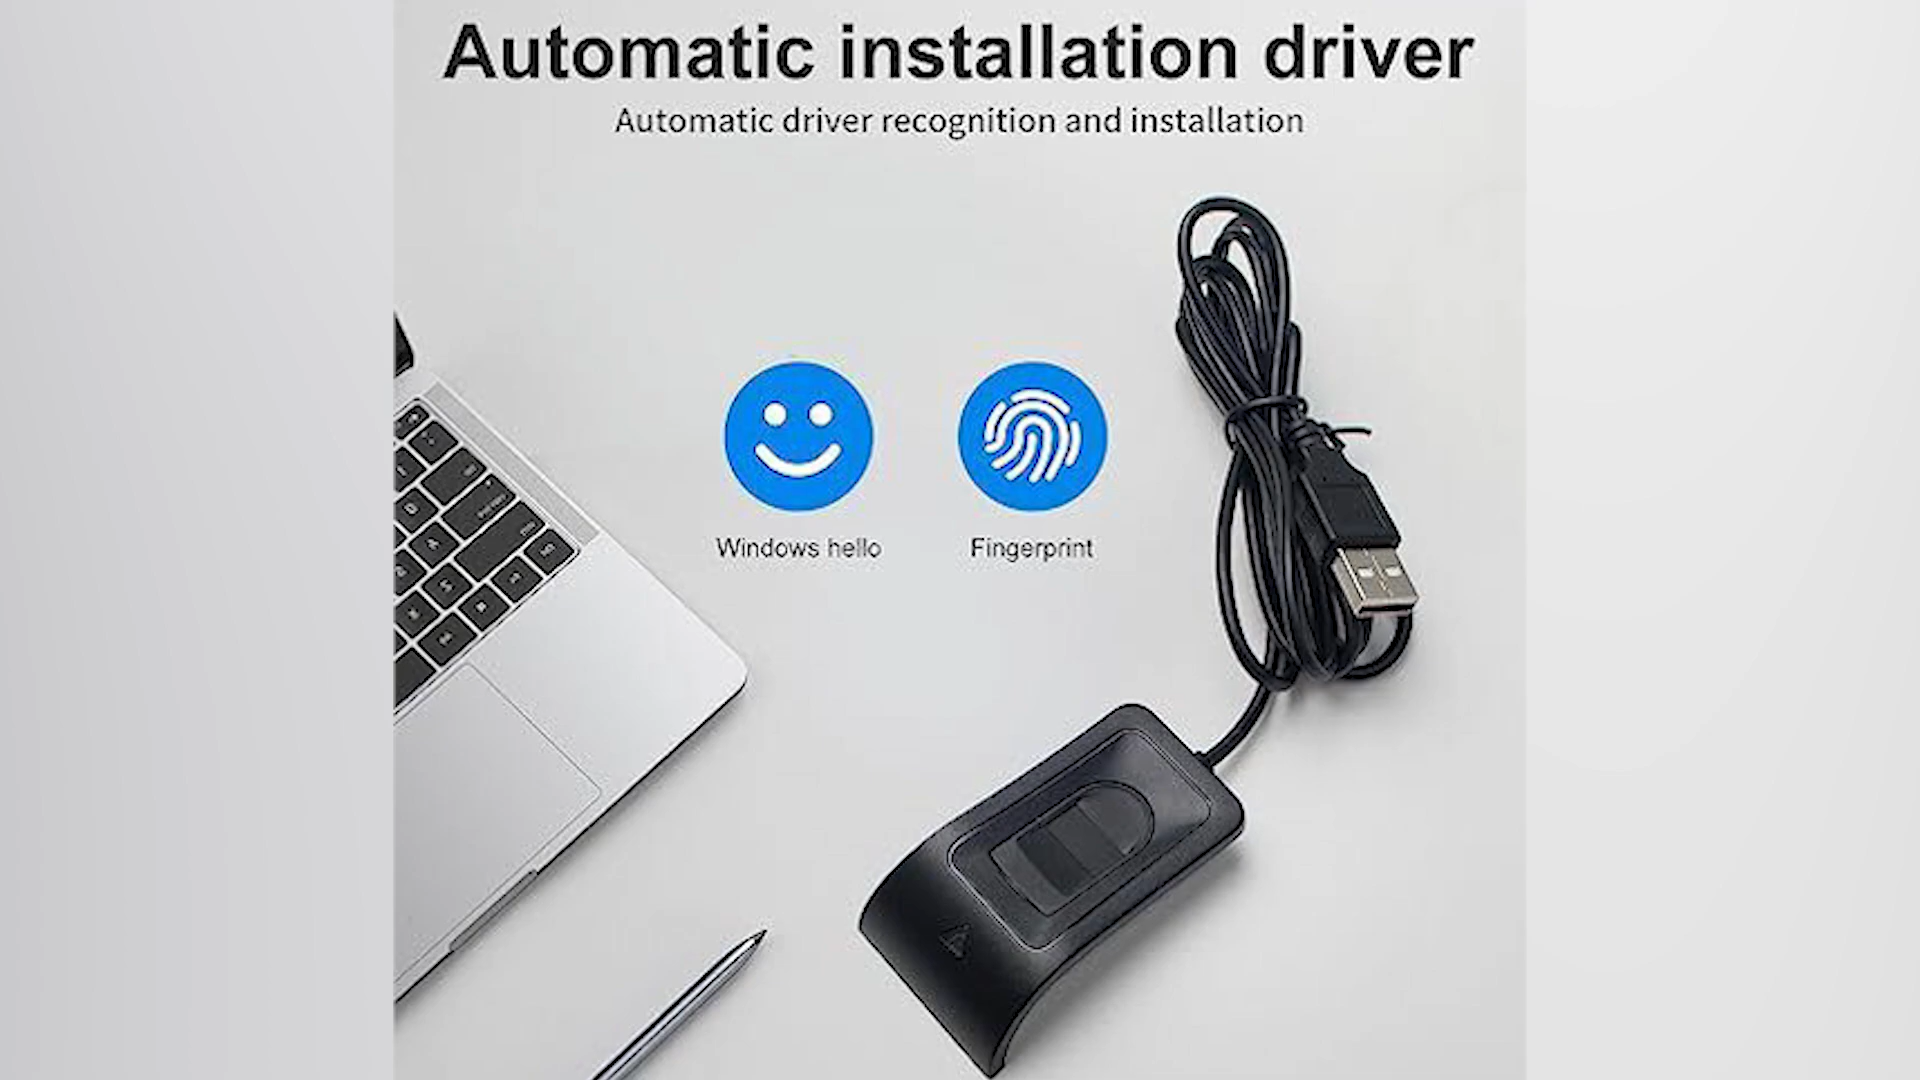 Automatic installation driver
Automatic driver recognition and installation
Windows hello
Fingerprint